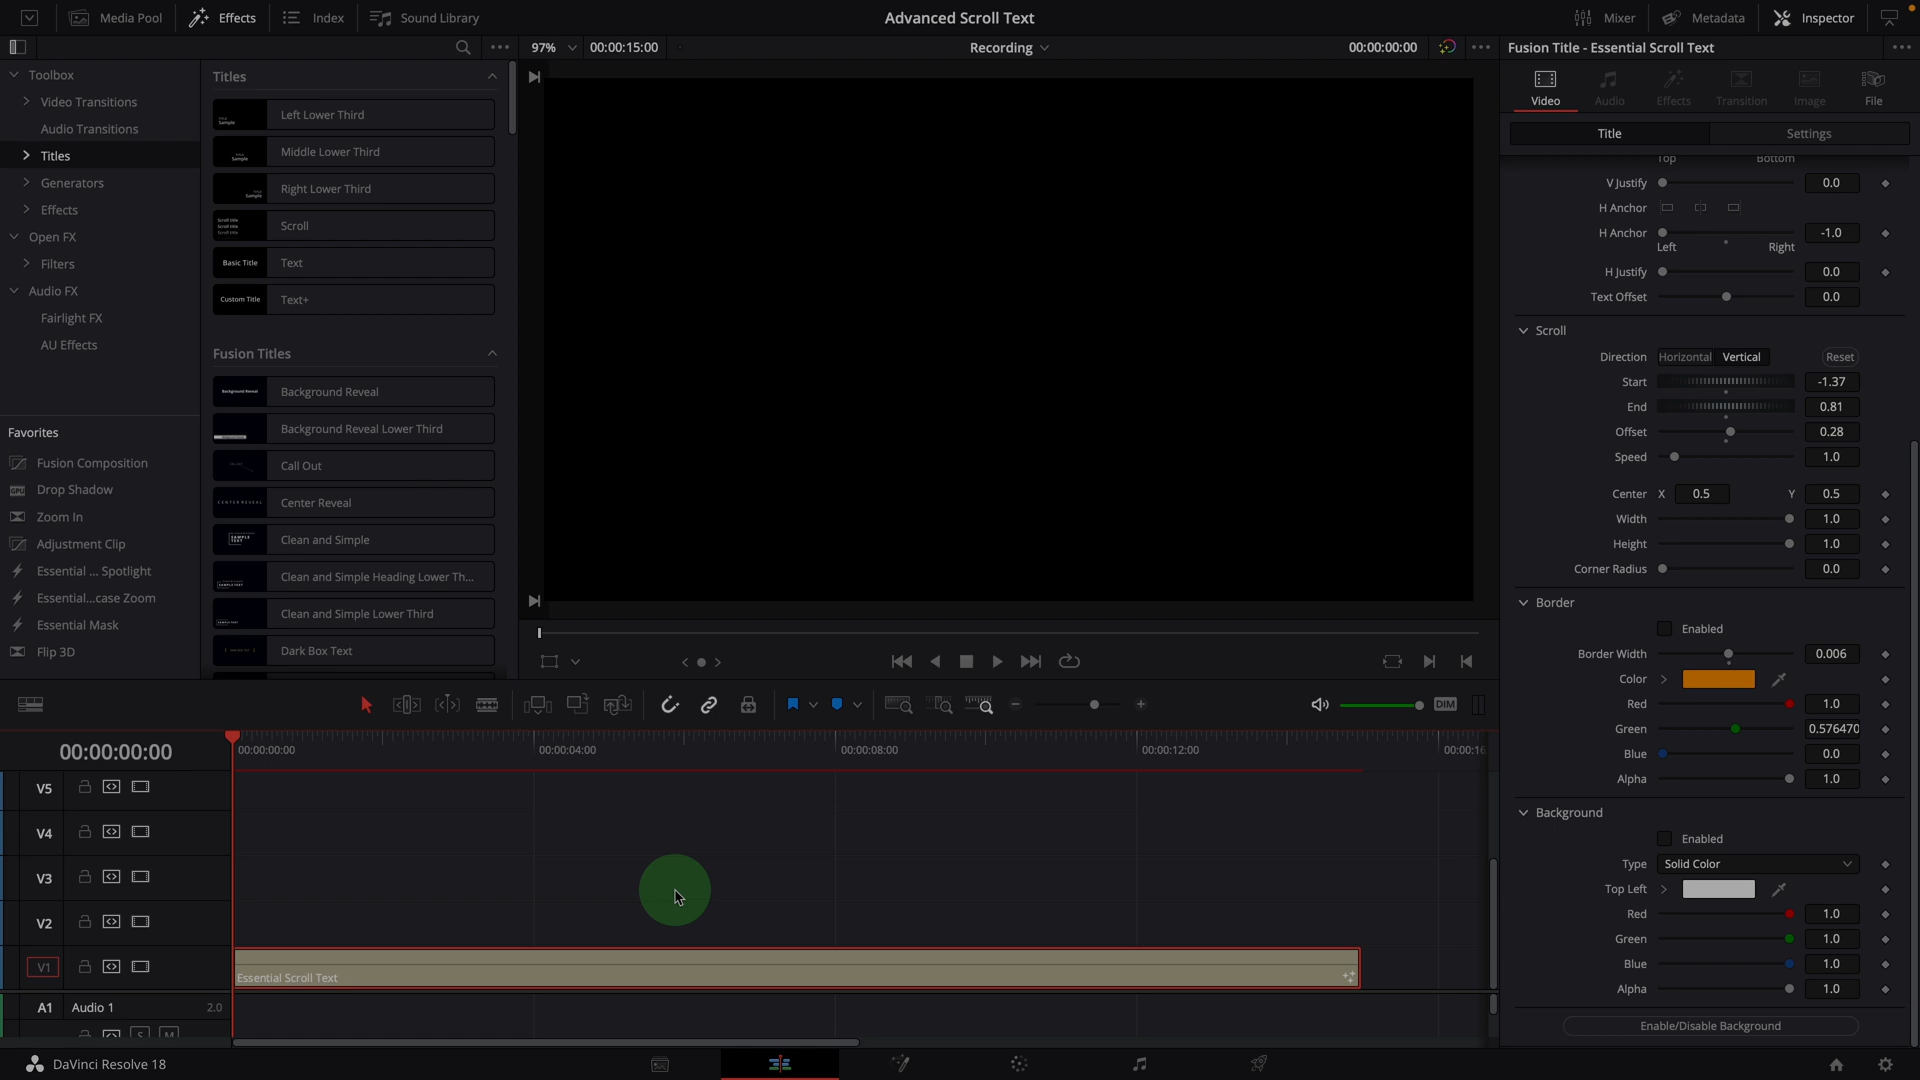 Media Pool
Effects
Index
Sound Library
Advanced Scroll Text
Mixer
Metadata
Inspector
97%
00:00:15:00
Recording
00:00:00:00
Fusion Title - Essential Scroll Text
Toolbox
Video Transitions
Audio Transitions
Titles
Generators
Effects
Open FX
Filters
Audio FX
Fairlight FX
AU Effects
Favorites
Fusion Composition
Drop Shadow
Zoom In
Adjustment Clip
Essential ... Spotlight
Essential...case Zoom
Essential Mask
Flip 3D
Titles
Left Lower Third
Middle Lower Third
Right Lower Third
Scroll
Basic Title
Text
Custom Title
Text+
Fusion Titles
Background Reveal
Background Reveal Lower Third
Call Out
Center Reveal
Clean and Simple
Clean and Simple Heading Lower Th...
Clean and Simple Lower Third
Dark Box Text
Video
Audio
Effects
Transition
Image
File
Title
Settings
Top
Bottom
V Justify
0.0
H Anchor
H Anchor
-1.0
Left
Right
H Justify
0.0
Text Offset
0.0
Scroll
Direction
Horizontal
Vertical
Reset
Start
-1.37
End
0.81
Offset
0.28
Speed
1.0
Center
X
0.5
Y
0.5
Width
1.0
Height
1.0
Corner Radius
0.0
Border
Enabled
Border Width
0.006
Color
Red
1.0
Green
0.576470
Blue
0.0
Alpha
1.0
Background
Enabled
Type
Solid Color
Top Left
Red
1.0
Green
1.0
Blue
1.0
Alpha
1.0
Enable/Disable Background
DIM
00:00:00:00
00:00:00:00
00:00:04:00
00:00:08:00
00:00:12:00
00:00:16
V5
V4
V3
V2
V1
Essential Scroll Text
A1
Audio 1
2.0
S
M
DaVinci Resolve 18